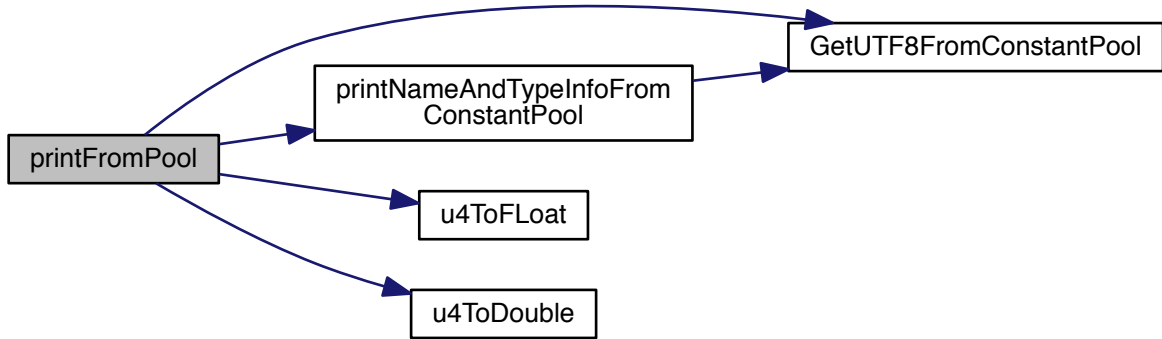 GetUTF8FromConstantPool
printNameAndTypeInfoFrom
ConstantPool
printFromPool
u4ToFLoat
u4ToDouble